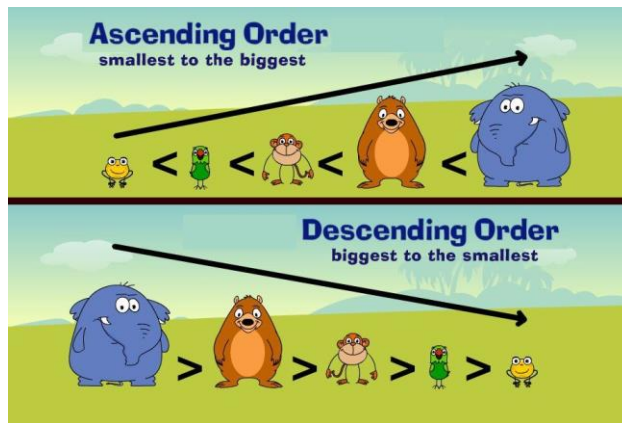 Ascending Order
smallest to the biggest
< < < <
Descending Order
biggest to the smallest
> > > >